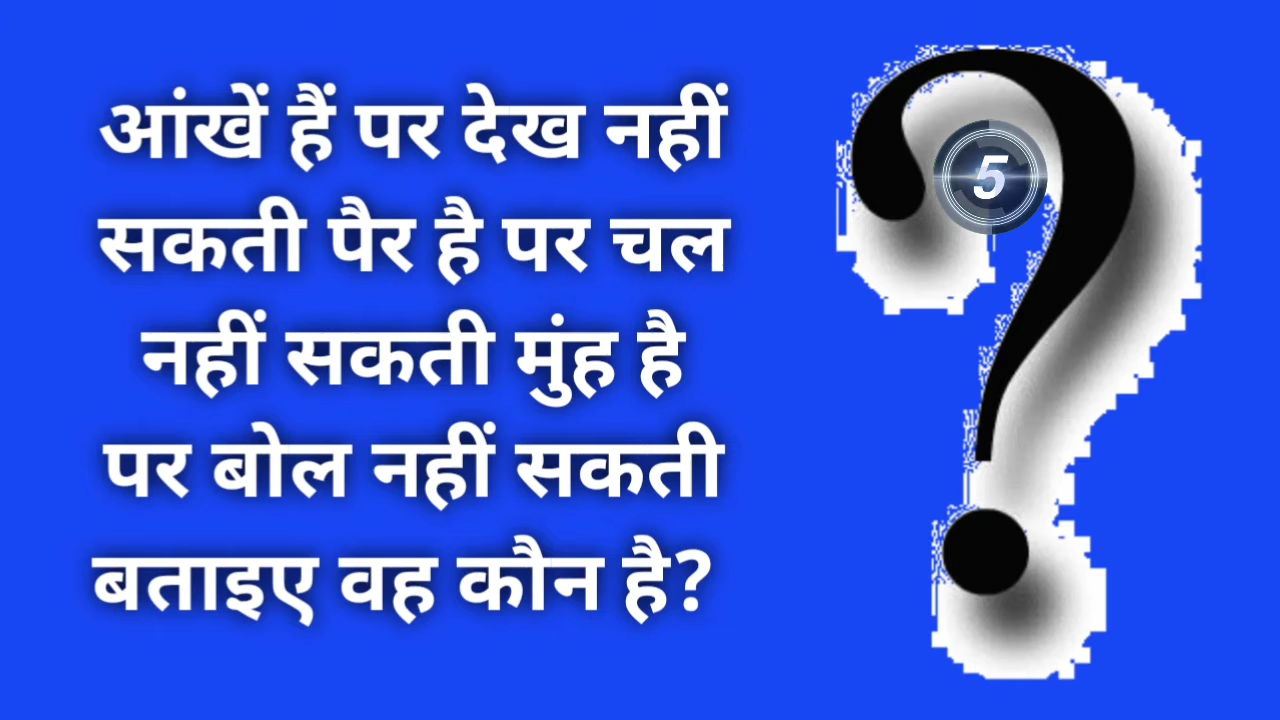 आंखें हैं पर देख नहीं
सकती पैर है पर चल
नहीं सकती मुंह है
पर बोल नहीं सकती
बताइए वह कौन है?
?
5